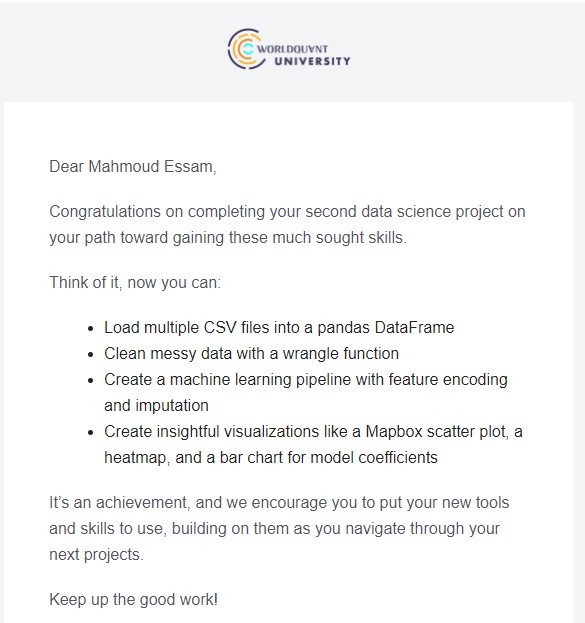 WORLDQUANT
UNIVERSITY
Dear Mahmoud Essam,
Congratulations on completing your second data science project on
your path toward gaining these much sought skills.
Think of it, now you can:
• Load multiple CSV files into a pandas DataFrame
• Clean messy data with a wrangle function
• Create a machine learning pipeline with feature encoding
and imputation
• Create insightful visualizations like a Mapbox scatter plot, a
heatmap, and a bar chart for model coefficients
It’s an achievement, and we encourage you to put your new tools
and skills to use, building on them as you navigate through your
next projects.
Keep up the good work!